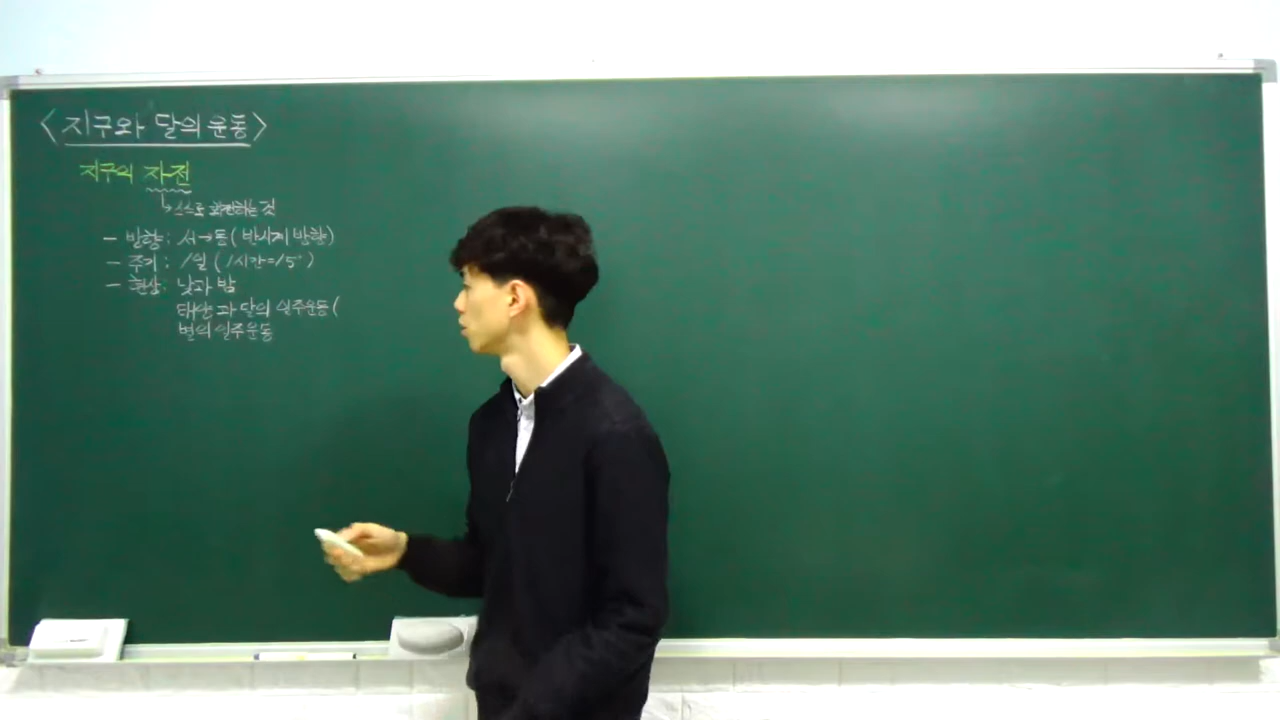 <지구와 달의 운동>
지구의 자전
↳ 스스로 회전하는 것
- 방향: 서→동 (반시계 방향)
- 주기: 1일 (1시간=15°)
- 현상: 낮과 밤
태양과 달의 일주운동 (
별의 일주운동